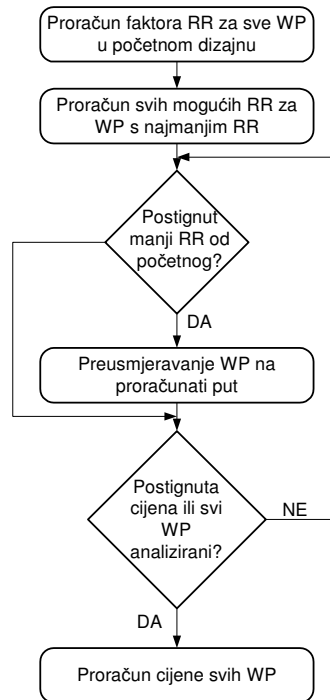 Proračun faktora RR za sve WP
u početnom dizajnu
Proračun svih mogućih RR za
WP s najmanjim RR
Postignut
manji RR od
početnog?
DA
Preusmjeravanje WP na
proračunati put
Postignuta
cijena ili svi
WP
analizirani?
NE
DA
Proračun cijene svih WP